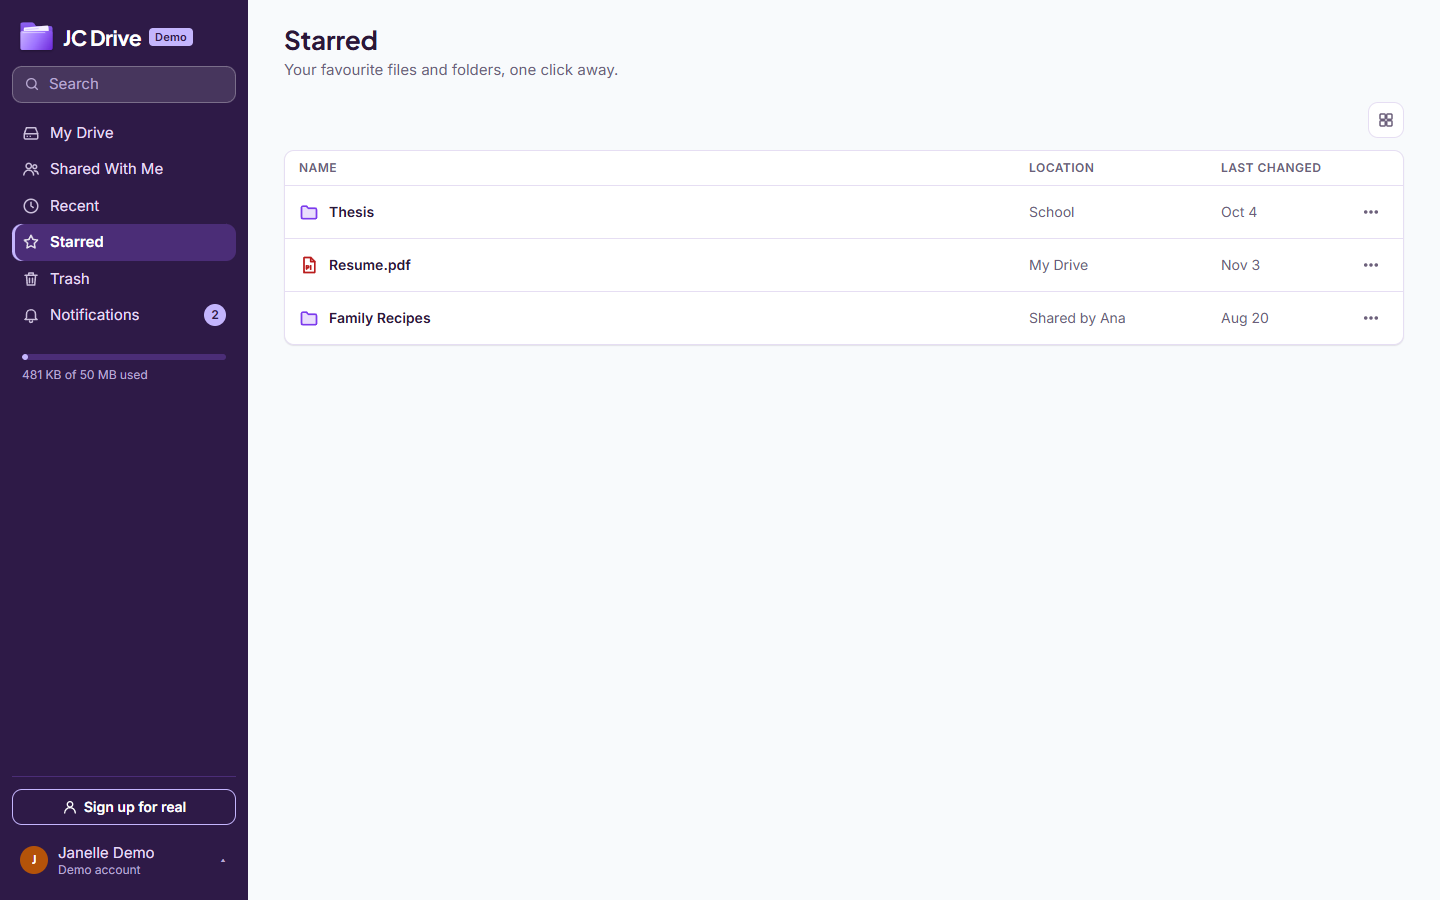 JC Drive Demo
Search
My Drive
Shared With Me
Recent
Starred
Trash
Notifications 2
481 KB of 50 MB used
Sign up for real
J Janelle Demo
Demo account
Starred
Your favourite files and folders, one click away.
NAME LOCATION LAST CHANGED
Thesis School Oct 4
Resume.pdf My Drive Nov 3
Family Recipes Shared by Ana Aug 20